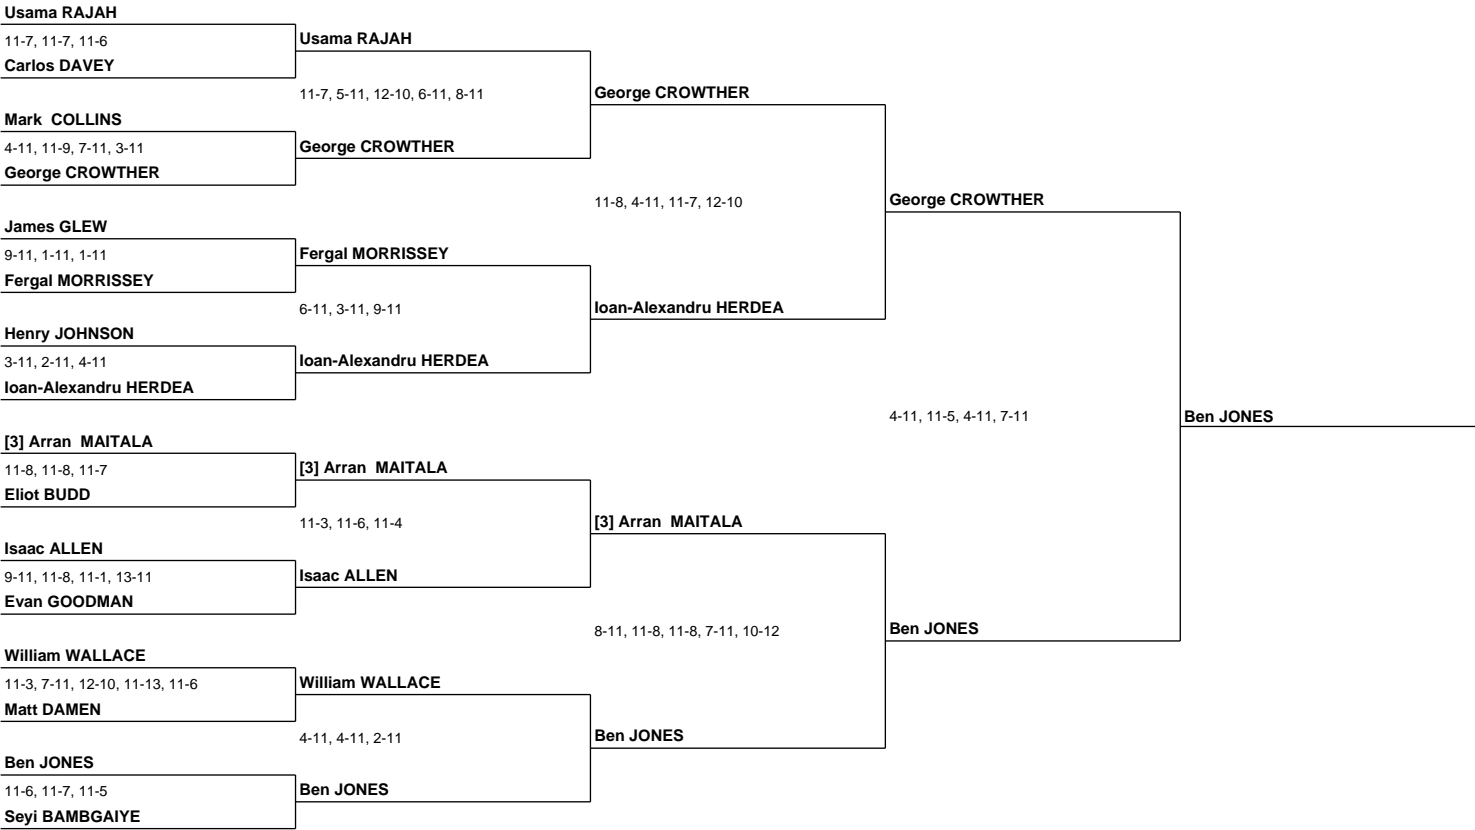 Usama RAJAH
11-7, 11-7, 11-6
Carlos DAVEY
Mark  COLLINS
4-11, 11-9, 7-11, 3-11
George CROWTHER
James GLEW
9-11, 1-11, 1-11
Fergal MORRISSEY
Henry JOHNSON
3-11, 2-11, 4-11
Ioan-Alexandru HERDEA
[3] Arran  MAITALA
11-8, 11-8, 11-7
Eliot BUDD
Isaac ALLEN
9-11, 11-8, 11-1, 13-11
Evan GOODMAN
William WALLACE
11-3, 7-11, 12-10, 11-13, 11-6
Matt DAMEN
Ben JONES
11-6, 11-7, 11-5
Seyi BAMBGAIYE
Usama RAJAH
11-7, 5-11, 12-10, 6-11, 8-11
George CROWTHER
Fergal MORRISSEY
6-11, 3-11, 9-11
Ioan-Alexandru HERDEA
[3] Arran  MAITALA
11-3, 11-6, 11-4
Isaac ALLEN
William WALLACE
4-11, 4-11, 2-11
Ben JONES
George CROWTHER
11-8, 4-11, 11-7, 12-10
Ioan-Alexandru HERDEA
[3] Arran  MAITALA
8-11, 11-8, 11-8, 7-11, 10-12
Ben JONES
George CROWTHER
4-11, 11-5, 4-11, 7-11
Ben JONES
Ben JONES